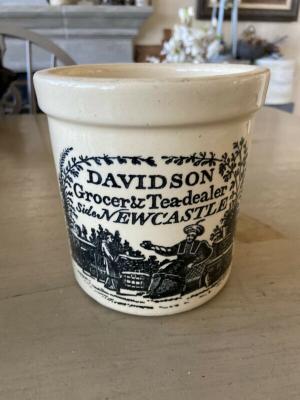 DAVIDSON
Grocer & Tea-dealer
Side NEWCASTLE